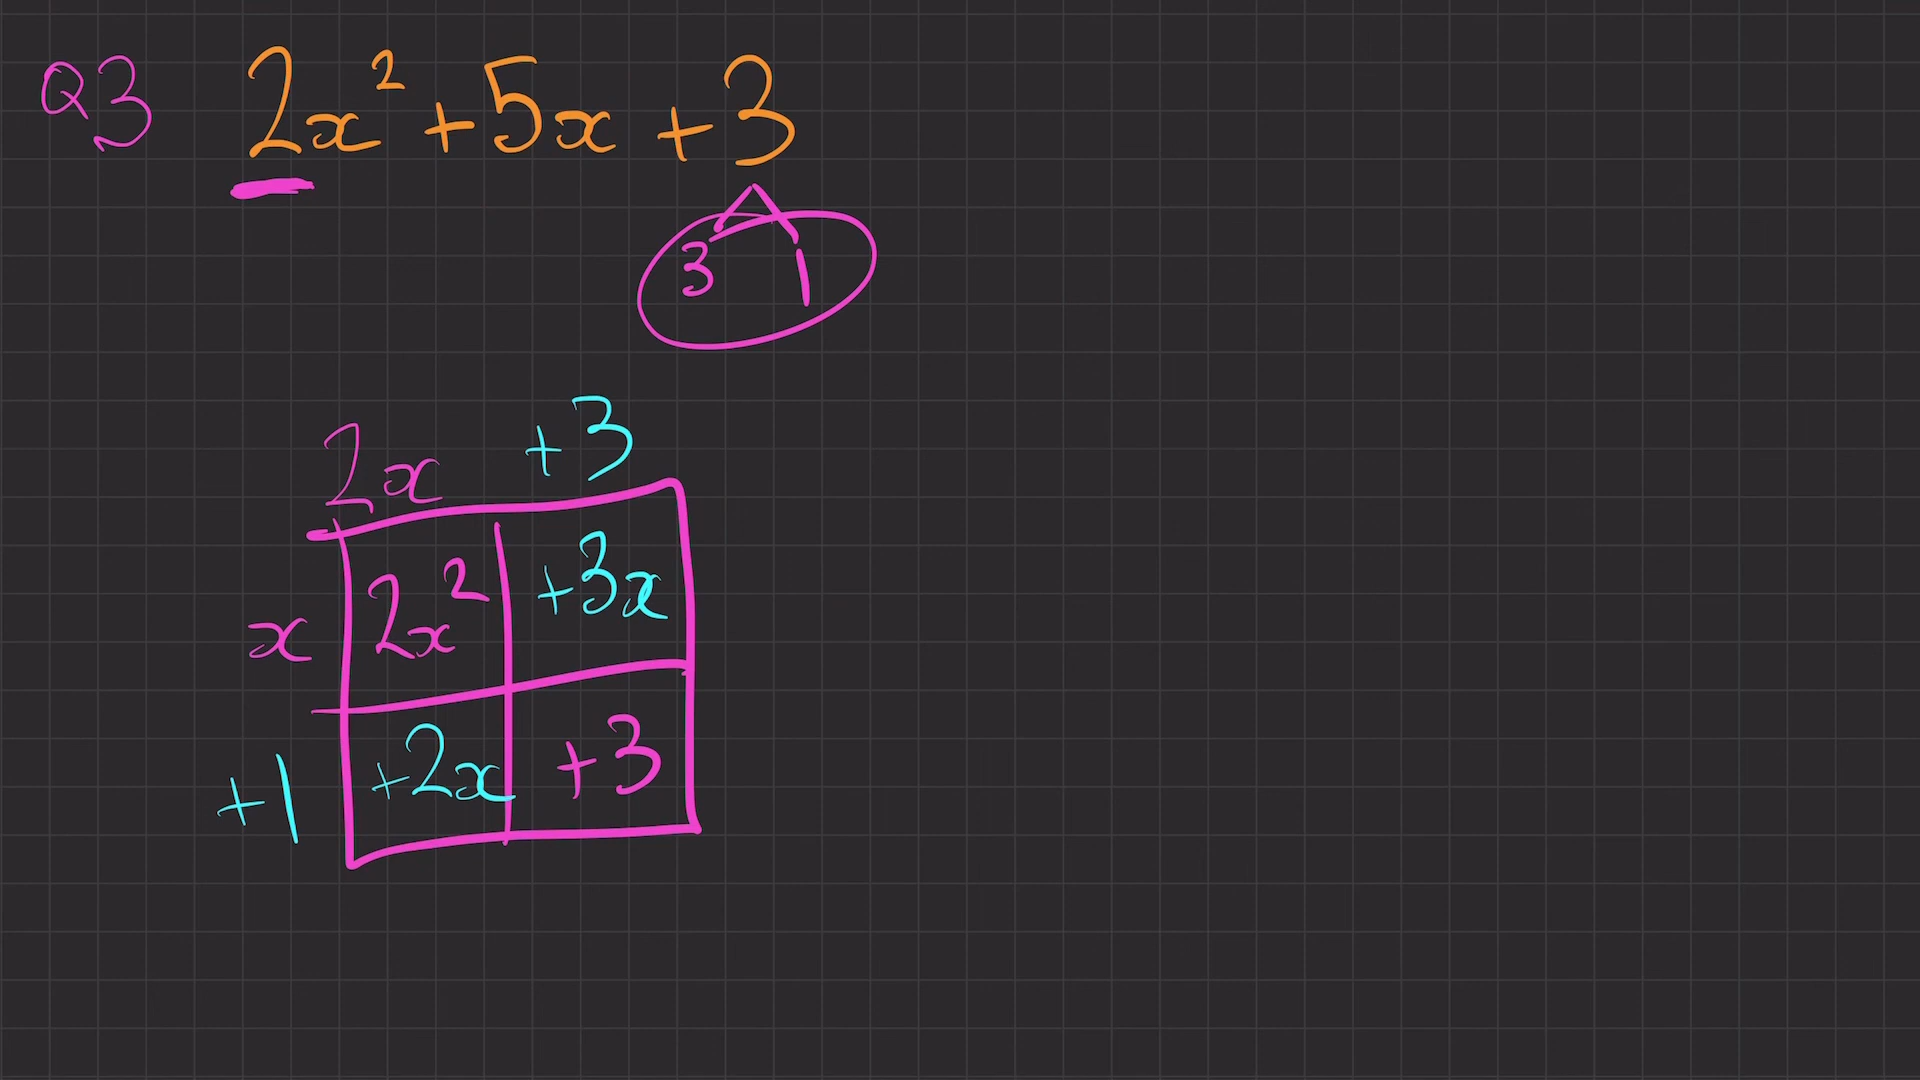 Q3 2x² + 5x + 3
3 1
2x + 3
x 2x² +3x
+1 +2x +3